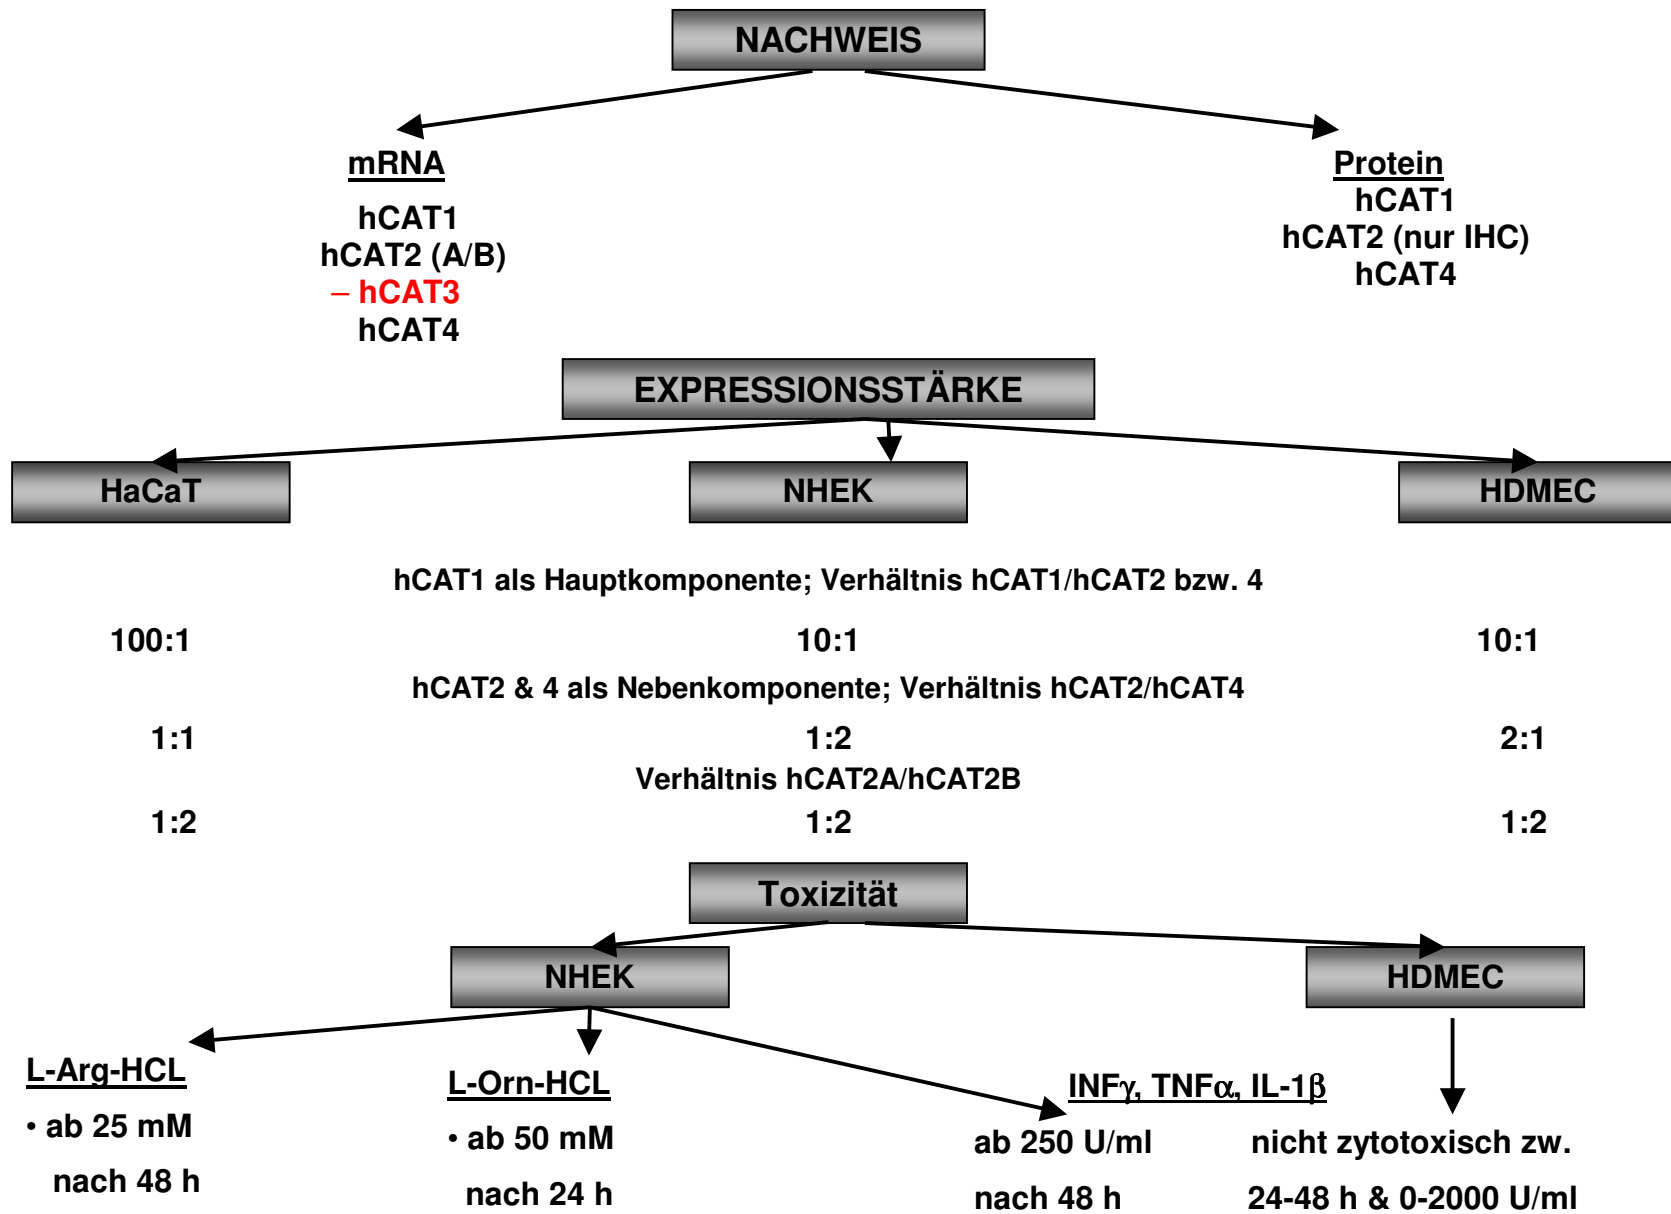 NACHWEIS
mRNA
hCAT1
hCAT2 (A/B)
– hCAT3
hCAT4
Protein
hCAT1
hCAT2 (nur IHC)
hCAT4
EXPRESSIONSSTÄRKE
HaCaT
NHEK
HDMEC
hCAT1 als Hauptkomponente; Verhältnis hCAT1/hCAT2 bzw. 4
100:1
10:1
10:1
hCAT2 & 4 als Nebenkomponente; Verhältnis hCAT2/hCAT4
1:1
1:2
2:1
Verhältnis hCAT2A/hCAT2B
1:2
1:2
1:2
Toxizität
NHEK
HDMEC
L-Arg-HCL
• ab 25 mM
nach 48 h
L-Orn-HCL
• ab 50 mM
nach 24 h
INFγ, TNFα, IL-1β
ab 250 U/ml
nach 48 h
nicht zytotoxisch zw.
24-48 h & 0-2000 U/ml